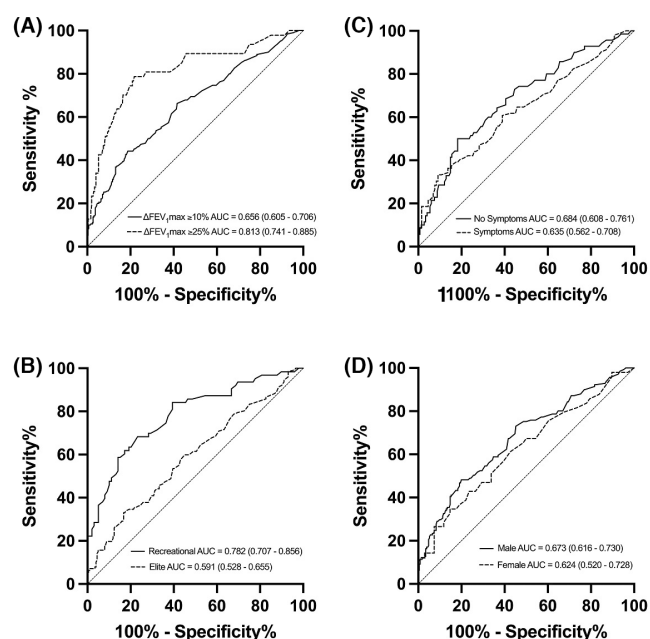 (A)
100
80
60
40
20
0
Sensitivity %
ΔFEV₁max ≥10% AUC = 0.656 (0.605 - 0.706)
ΔFEV₁max ≥25% AUC = 0.813 (0.741 - 0.885)
0 20 40 60 80 100
100% - Specificity%
(C)
100
80
60
40
20
0
Sensitivity%
No Symptoms AUC = 0.684 (0.608 - 0.761)
Symptoms AUC = 0.635 (0.562 - 0.708)
0 20 40 60 80 100
1100% - Specificity%
(B)
100
80
60
40
20
0
Sensitivity%
Recreational AUC = 0.782 (0.707 - 0.856)
Elite AUC = 0.591 (0.528 - 0.655)
0 20 40 60 80 100
100% - Specificity%
(D)
100
80
60
40
20
0
Sensitivity%
Male AUC = 0.673 (0.616 - 0.730)
Female AUC = 0.624 (0.520 - 0.728)
0 20 40 60 80 100
100% - Specificity%